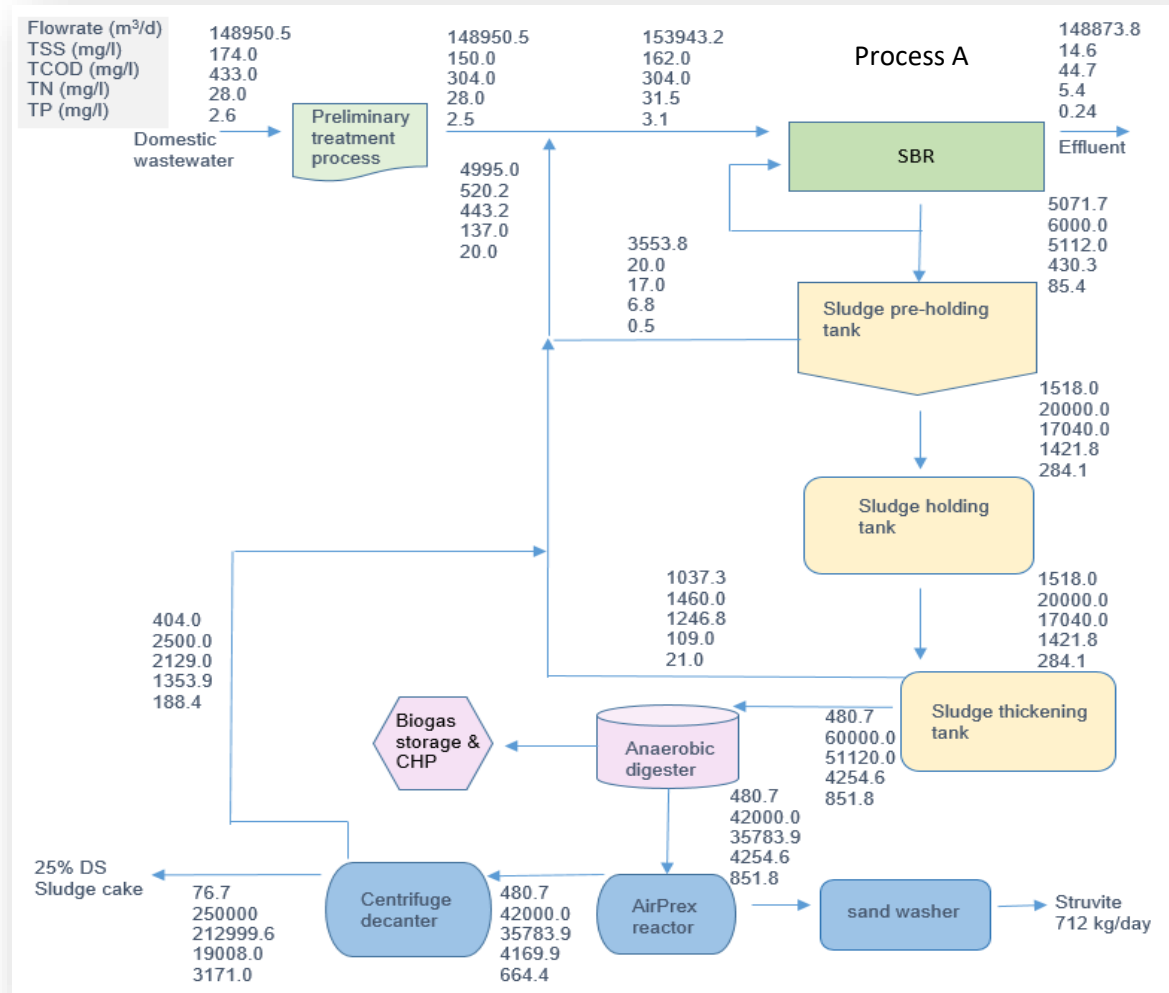 Flowrate (m³/d)
TSS (mg/l)
TCOD (mg/l)
TN (mg/l)
TP (mg/l)
148950.5
174.0
433.0
28.0
2.6
Domestic
wastewater
Preliminary
treatment
process
148950.5
150.0
304.0
28.0
2.5
153943.2
162.0
304.0
31.5
3.1
Process A
148873.8
14.6
44.7
5.4
0.24
SBR
Effluent
4995.0
520.2
443.2
137.0
20.0
3553.8
20.0
17.0
6.8
0.5
5071.7
6000.0
5112.0
430.3
85.4
Sludge pre-holding
tank
1518.0
20000.0
17040.0
1421.8
284.1
Sludge holding
tank
1518.0
20000.0
17040.0
1421.8
284.1
1037.3
1460.0
1246.8
109.0
21.0
404.0
2500.0
2129.0
1353.9
188.4
Sludge thickening
tank
Biogas
storage &
CHP
Anaerobic
digester
480.7
60000.0
51120.0
4254.6
851.8
480.7
42000.0
35783.9
4254.6
851.8
25% DS
Sludge cake
76.7
250000
212999.6
19008.0
3171.0
Centrifuge
decanter
480.7
42000.0
35783.9
4169.9
664.4
AirPrex
reactor
sand washer
Struvite
712 kg/day